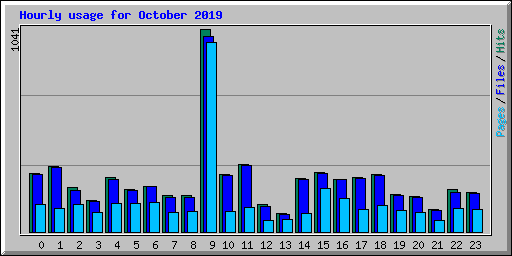 Hourly usage for October 2019
1041
Pages/Files/Hits
0 1 2 3 4 5 6 7 8 9 10 11 12 13 14 15 16 17 18 19 20 21 22 23